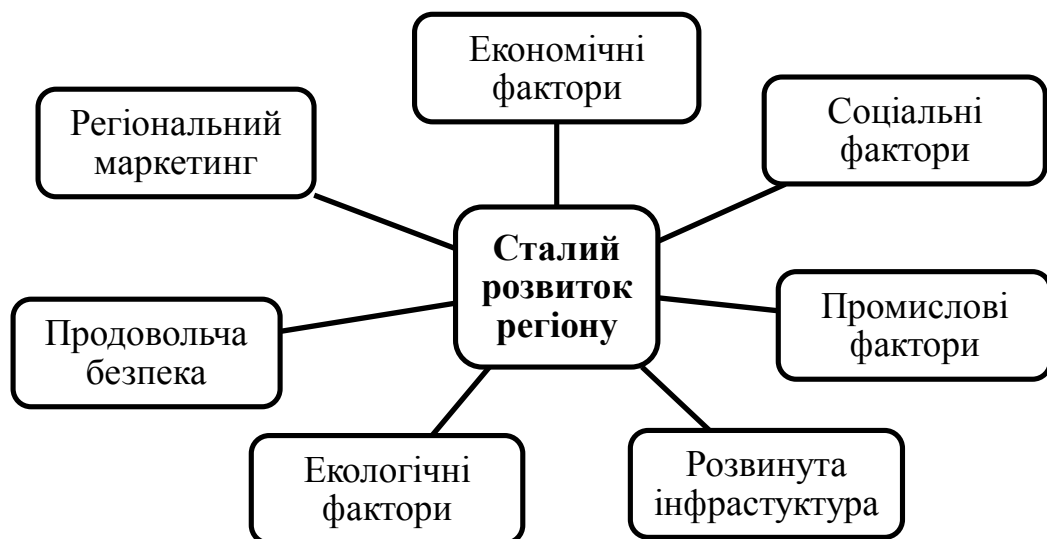 Економічні
фактори
Регіональний
маркетинг
Соціальні
фактори
Сталий
розвиток
регіону
Продовольча
безпека
Промислові
фактори
Екологічні
фактори
Розвинута
інфрастуктура